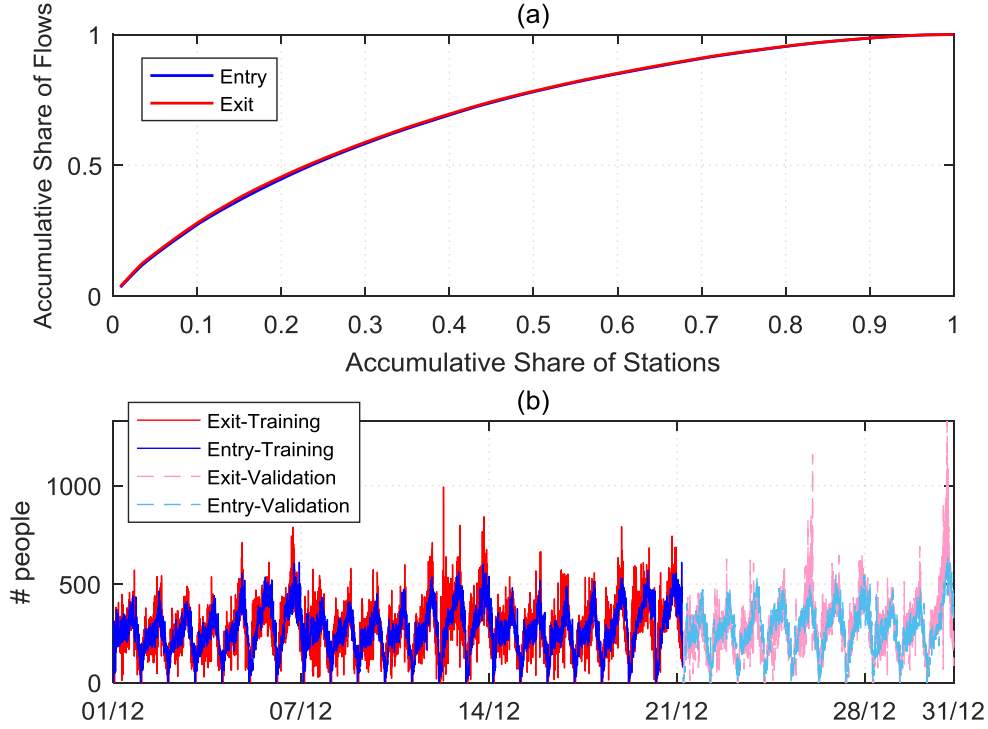 (a)
Accumulative Share of Flows
1
0.5
0
Entry
Exit
0 0.1 0.2 0.3 0.4 0.5 0.6 0.7 0.8 0.9 1
Accumulative Share of Stations
(b)
# people
1000
500
0
Exit-Training
Entry-Training
Exit-Validation
Entry-Validation
01/12 07/12 14/12 21/12 28/12 31/12